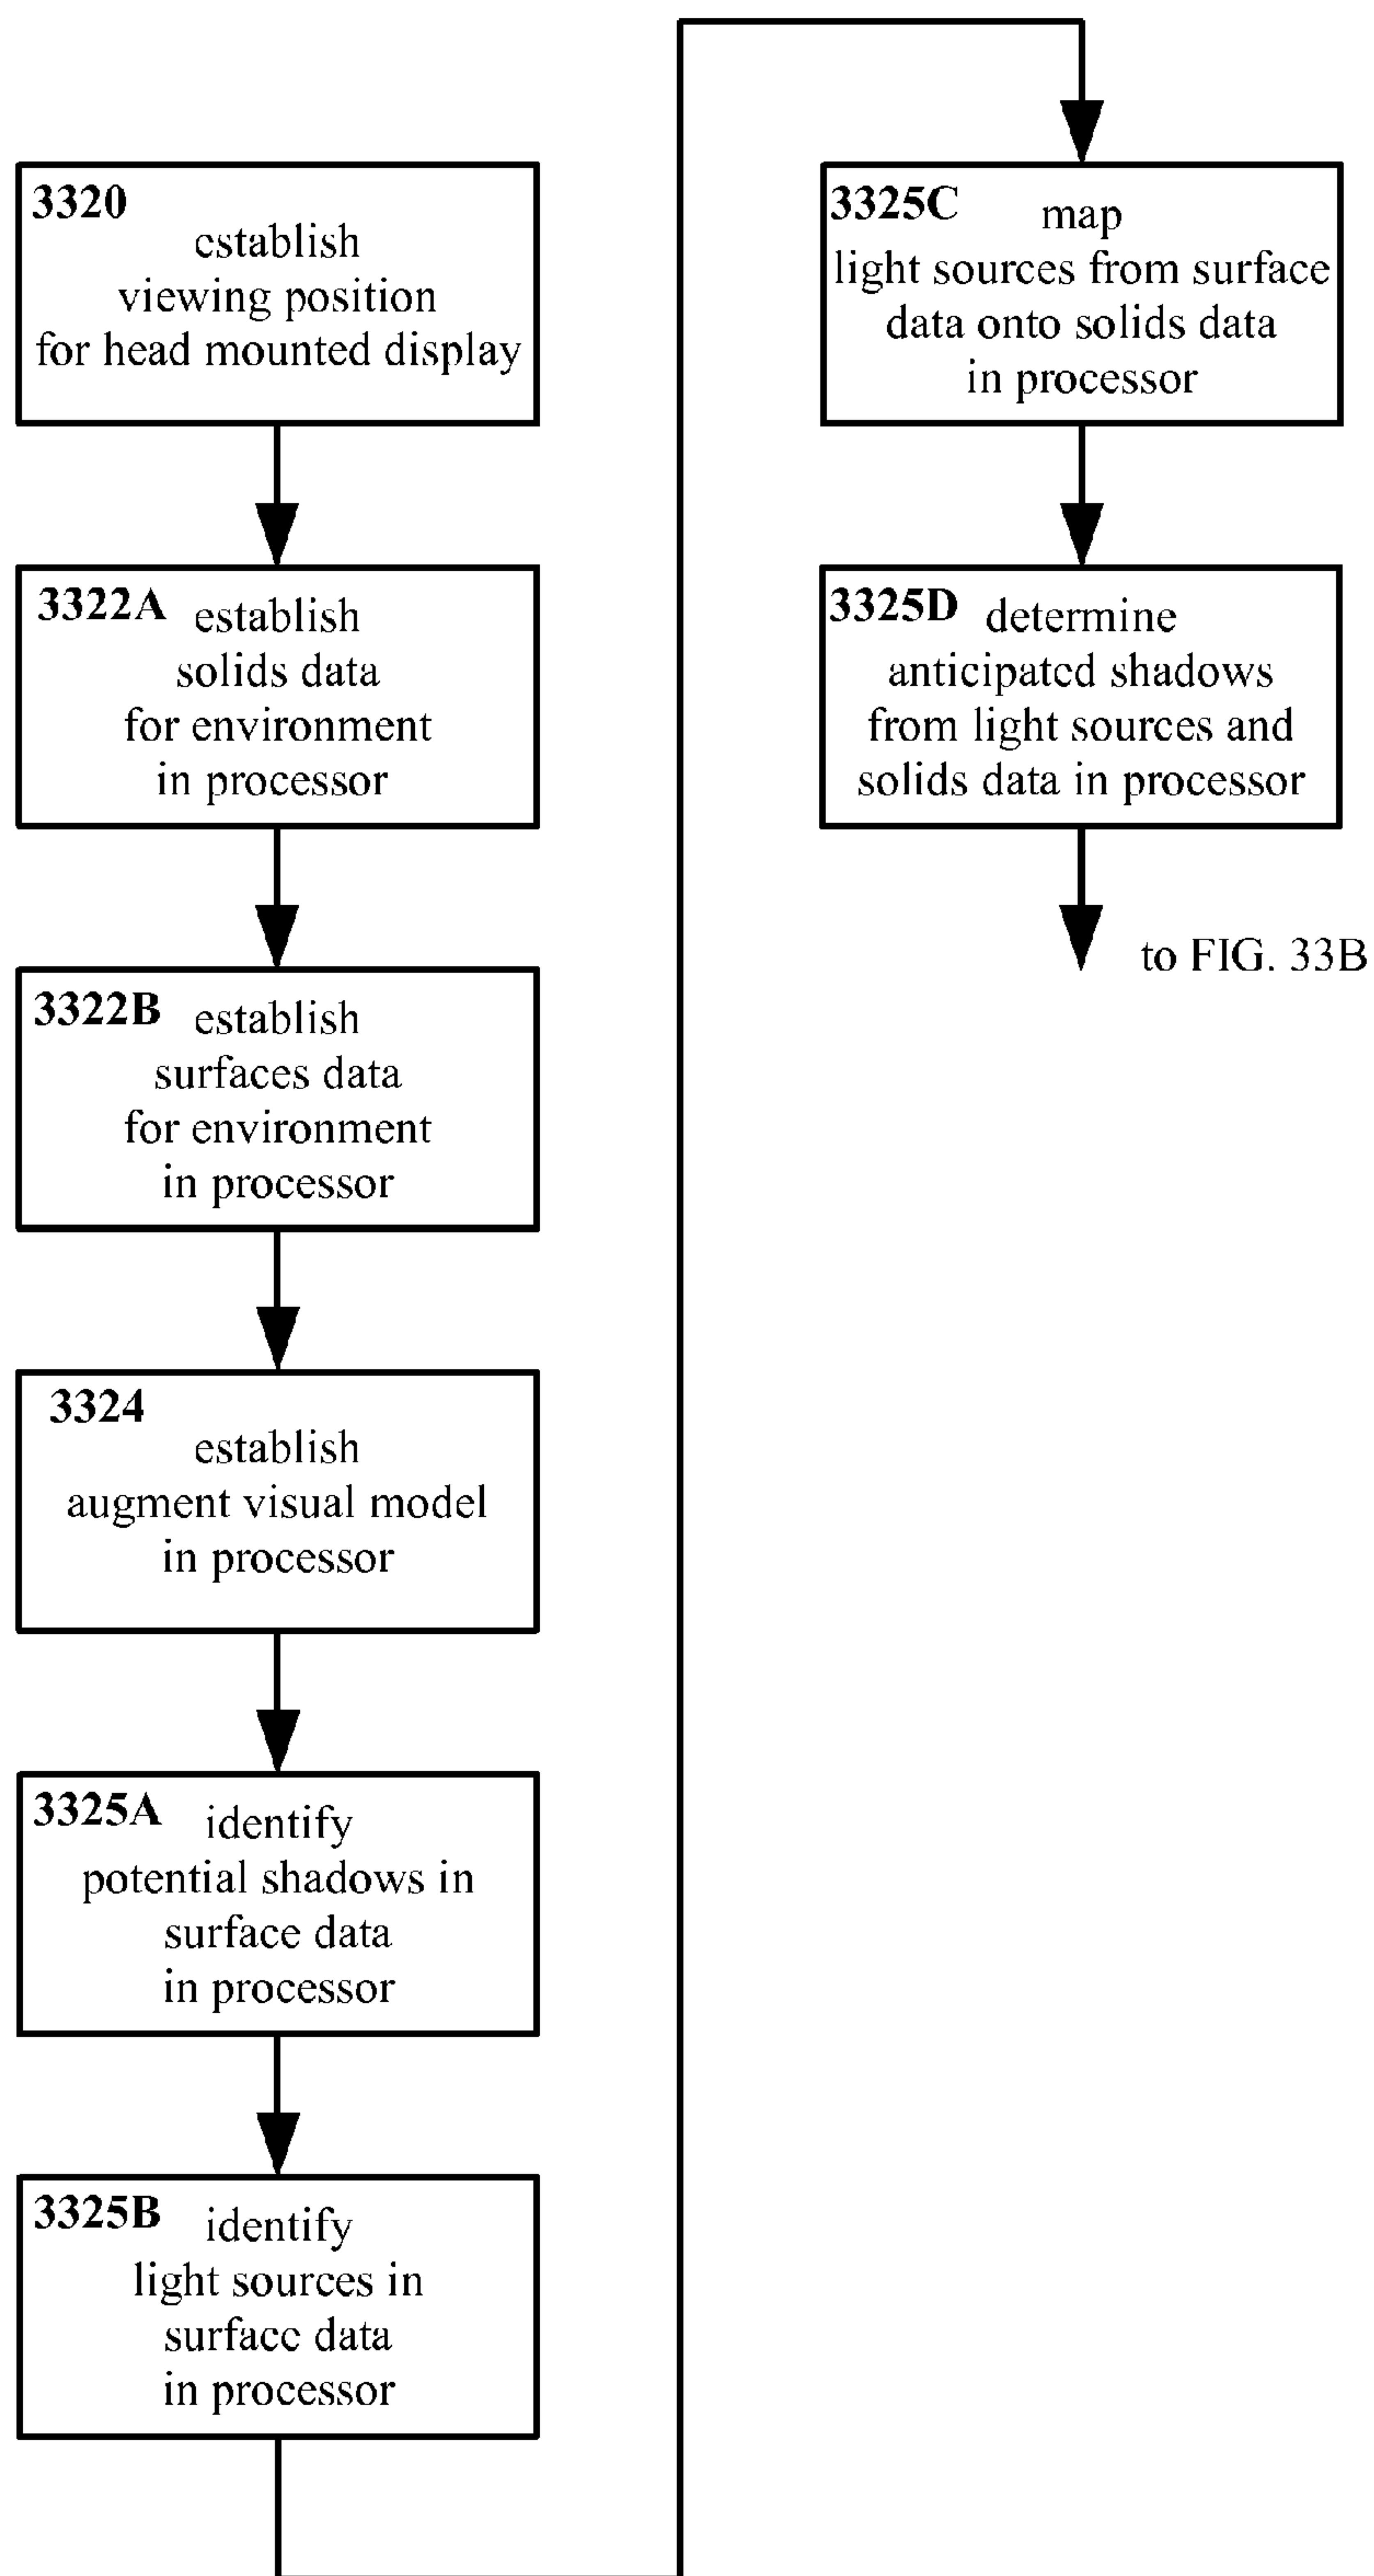 3320
establish
viewing position
for head mounted display
3322A establish
solids data
for environment
in processor
3322B establish
surfaces data
for environment
in processor
3324
establish
augment visual model
in processor
3325A identify
potential shadows in
surface data
in processor
3325B identify
light sources in
surface data
in processor
3325C map
light sources from surface
data onto solids data
in processor
3325D determine
anticipated shadows
from light sources and
solids data in processor
to FIG. 33B